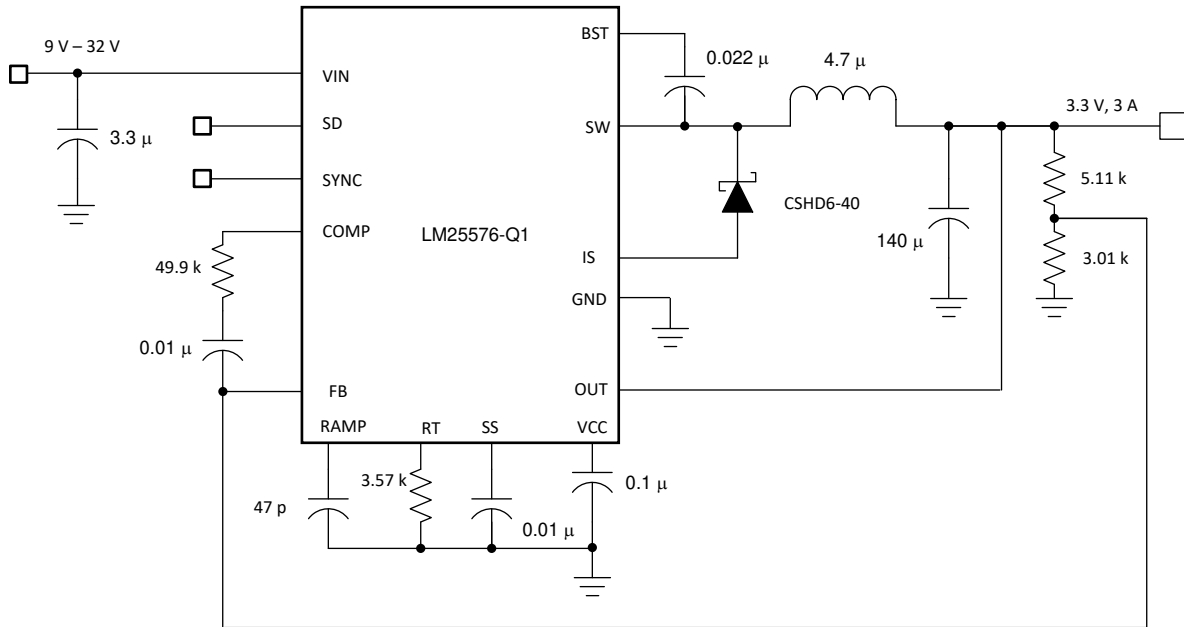 9 V – 32 V
BST
0.022 µ
4.7 µ
VIN
3.3 V, 3 A
SD
SW
3.3 µ
SYNC
5.11 k
CSHD6-40
COMP
LM25576-Q1
140 µ
49.9 k
IS
3.01 k
GND
0.01 µ
FB
OUT
RAMP
RT
SS
VCC
3.57 k
0.1 µ
47 p
0.01 µ